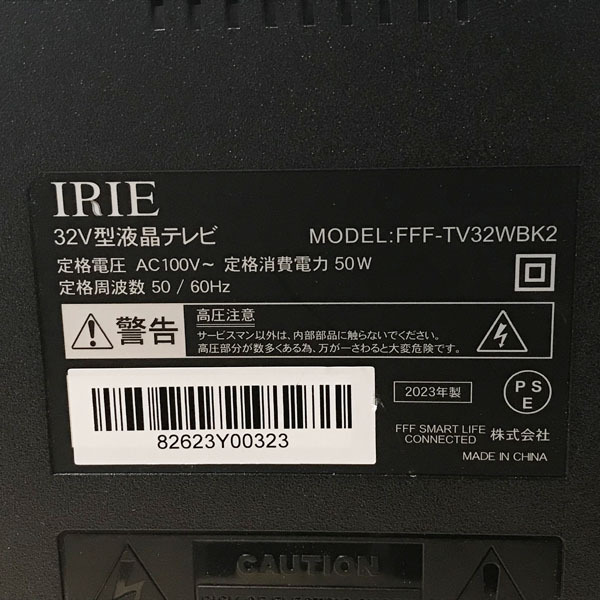 IRIE
32V型液晶テレビ MODEL:FFF-TV32WBK2
定格電圧 AC100V~ 定格消費電力 50W
定格周波数 50 / 60Hz
警告
高圧注意
サービスマン以外は、内部部品に触らないでください。
高圧部分が数多くある為、万が一さわると大変危険です。
82623Y00323
2023年製
PS
E
FFF SMART LIFE
CONNECTED 株式会社
MADE IN CHINA
CAUTION